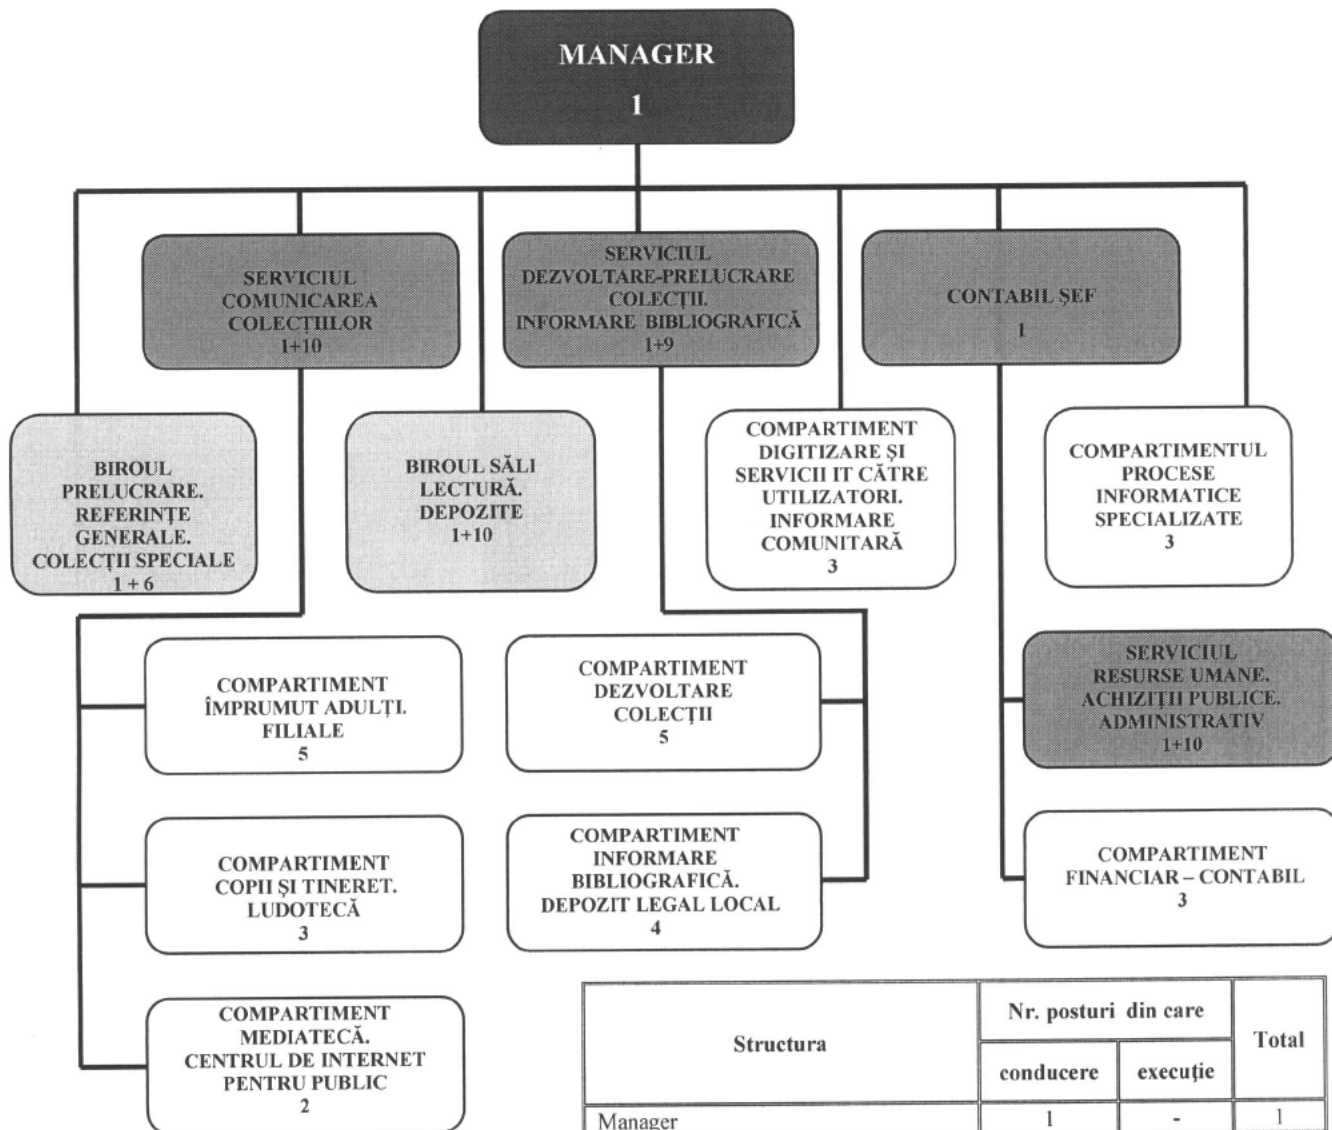 MANAGER
1
SERVICIUL
COMUNICAREA
COLECȚIILOR
1+10
SERVICIUL
DEZVOLTARE-PRELUCRARE
COLECȚII.
INFORMARE BIBLIOGRAFICĂ
1+9
CONTABIL ȘEF
1
BIROUL
PRELUCRARE.
REFERINȚE
GENERALE.
COLECȚII SPECIALE
1 + 6
BIROUL SĂLI
LECTURĂ.
DEPOZITE
1+10
COMPARTIMENT
DIGITIZARE ȘI
SERVICII IT CĂTRE
UTILIZATORI.
INFORMARE
COMUNITARĂ
3
COMPARTIMENTUL
PROCESE
INFORMATICE
SPECIALIZATE
3
COMPARTIMENT
ÎMPRUMUT ADULȚI.
FILIALE
5
COMPARTIMENT
DEZVOLTARE
COLECȚII
5
SERVICIUL
RESURSE UMANE.
ACHIZIȚII PUBLICE.
ADMINISTRATIV
1+10
COMPARTIMENT
COPII ȘI TINERET.
LUDOTECĂ
3
COMPARTIMENT
INFORMARE
BIBLIOGRAFICĂ.
DEPOZIT LEGAL LOCAL
4
COMPARTIMENT
FINANCIAR – CONTABIL
3
COMPARTIMENT
MEDIATECĂ.
CENTRUL DE INTERNET
PENTRU PUBLIC
2
Structura
Nr. posturi din care
Total
conducere execuție
Manager 1 - 1